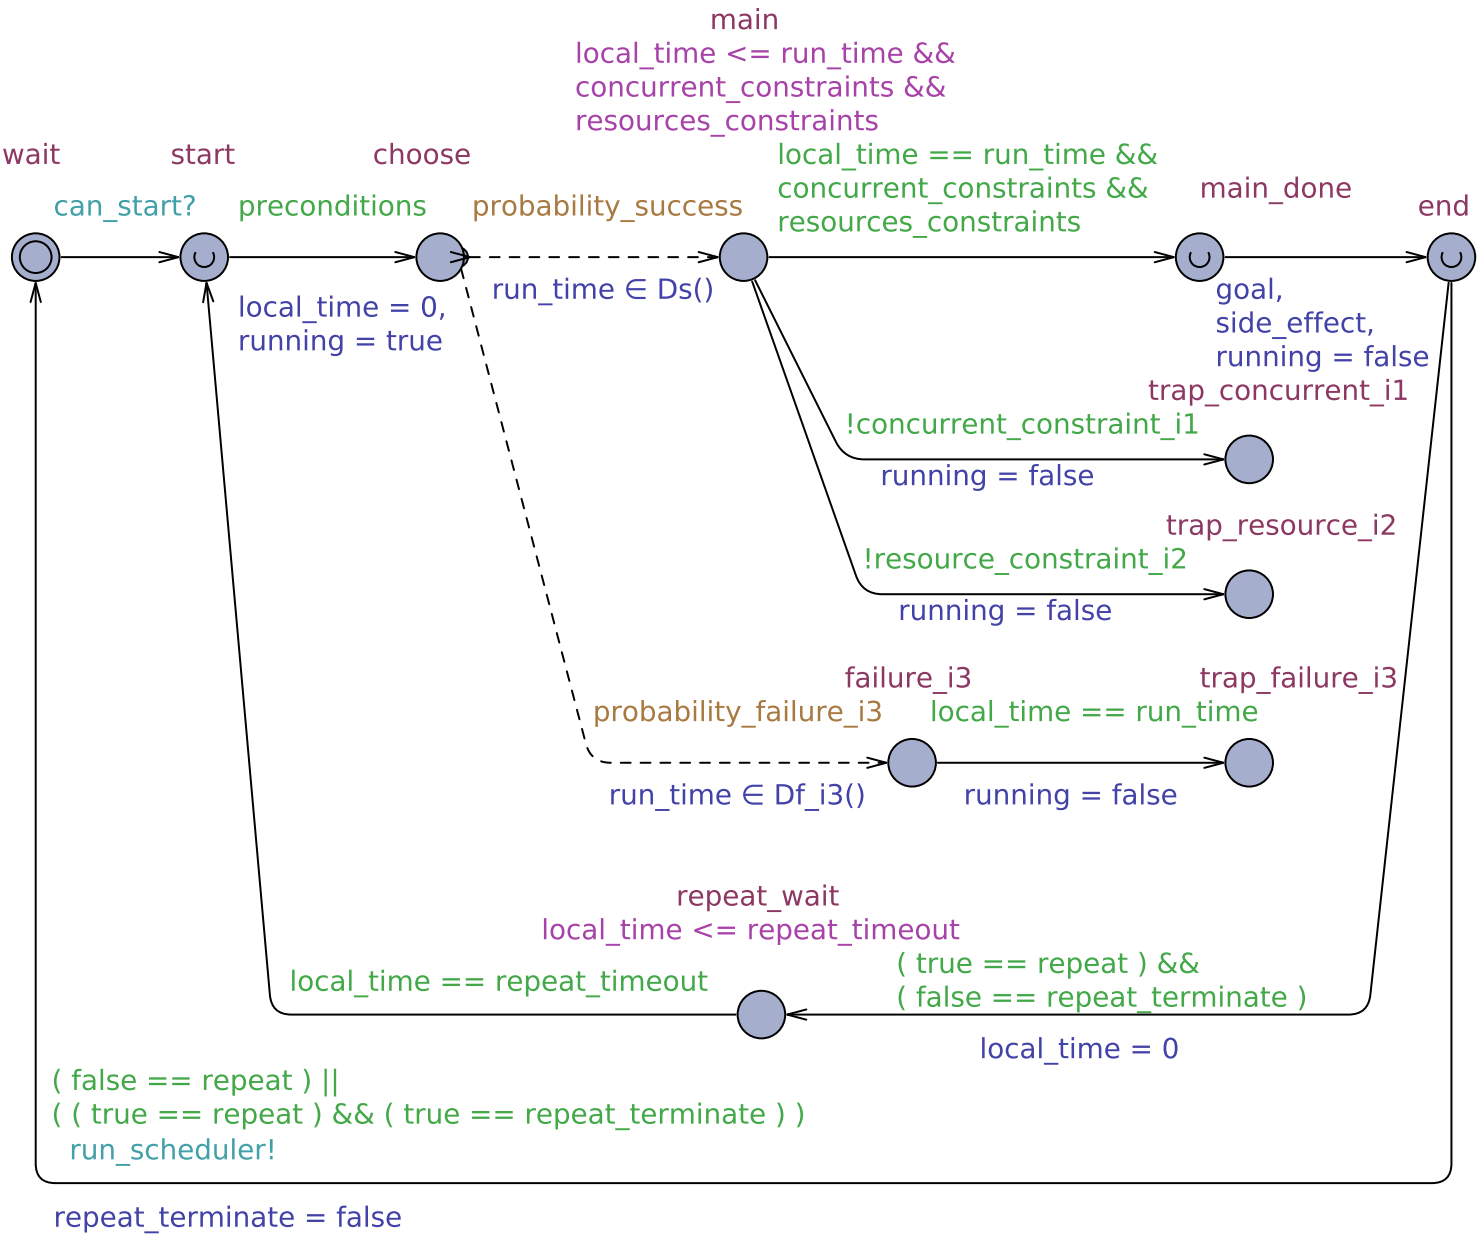 main
local_time <= run_time &&
concurrent_constraints &&
resources_constraints
wait
start
choose
local_time == run_time &&
concurrent_constraints &&
resources_constraints
main_done
can_start?
preconditions
probability_success
end
run_time ∈ Ds()
local_time = 0,
running = true
goal,
side_effect,
running = false
trap_concurrent_i1
!concurrent_constraint_i1
running = false
trap_resource_i2
!resource_constraint_i2
running = false
failure_i3
trap_failure_i3
probability_failure_i3
local_time == run_time
run_time ∈ Df_i3()
running = false
repeat_wait
local_time <= repeat_timeout
local_time == repeat_timeout
( true == repeat ) &&
( false == repeat_terminate )
local_time = 0
( false == repeat ) ||
( ( true == repeat ) && ( true == repeat_terminate ) )
run_scheduler!
repeat_terminate = false